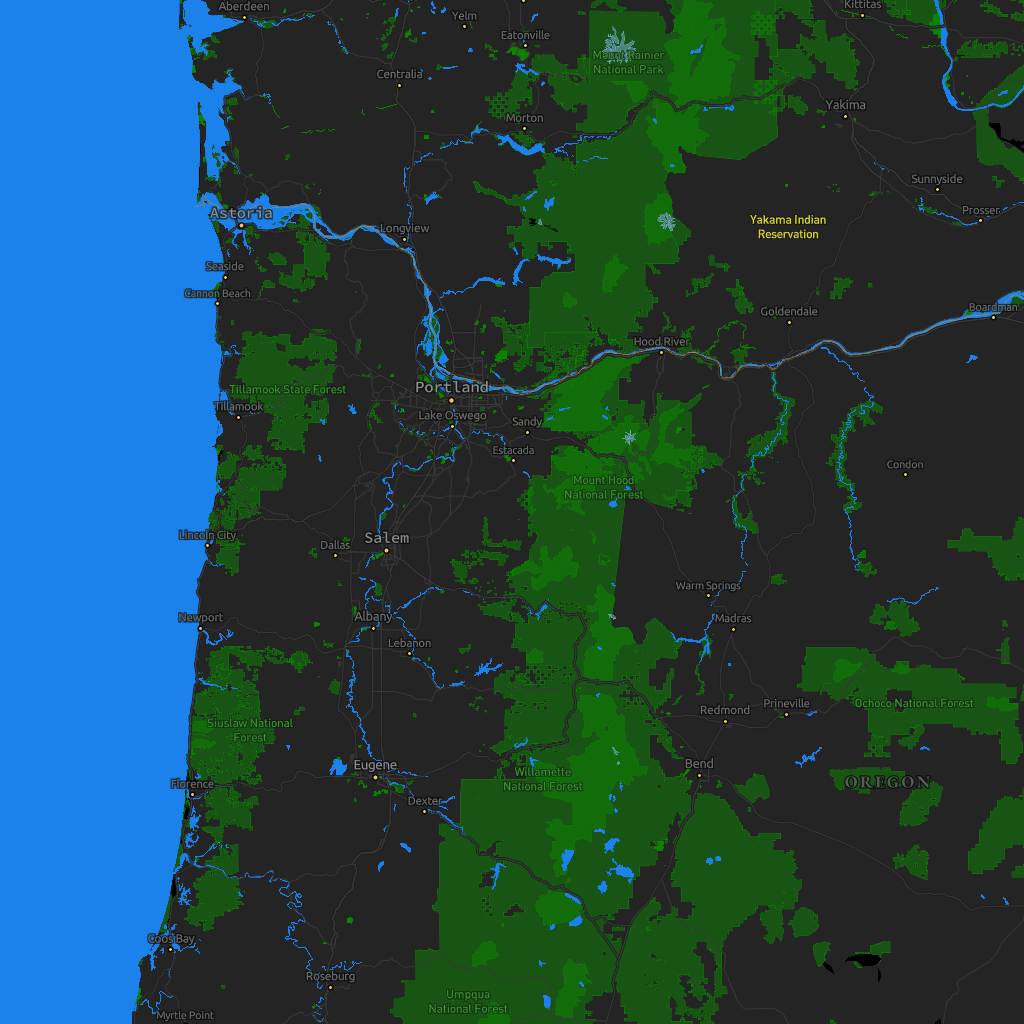 Aberdeen
Kittitas
Yelm
Eatonville
Mount Rainier
National Park
Centralia
Yakima
Morton
Sunnyside
Prosser
Astoria
Yakama Indian
Reservation
Longview
Seaside
Cannon Beach
Boardman
Goldendale
Hood River
Portland
Tillamook State Forest
Tillamook
Lake Oswego
Sandy
Estacada
Condon
Mount Hood
National Forest
Lincoln City
Salem
Dallas
Warm Springs
Newport
Albany
Madras
Lebanon
Redmond
Prineville
Ochoco National Forest
Siuslaw National
Forest
Eugene
Bend
Willamette
National Forest
OREGON
Florence
Dexter
Coos Bay
Roseburg
Umpqua
National Forest
Myrtle Point